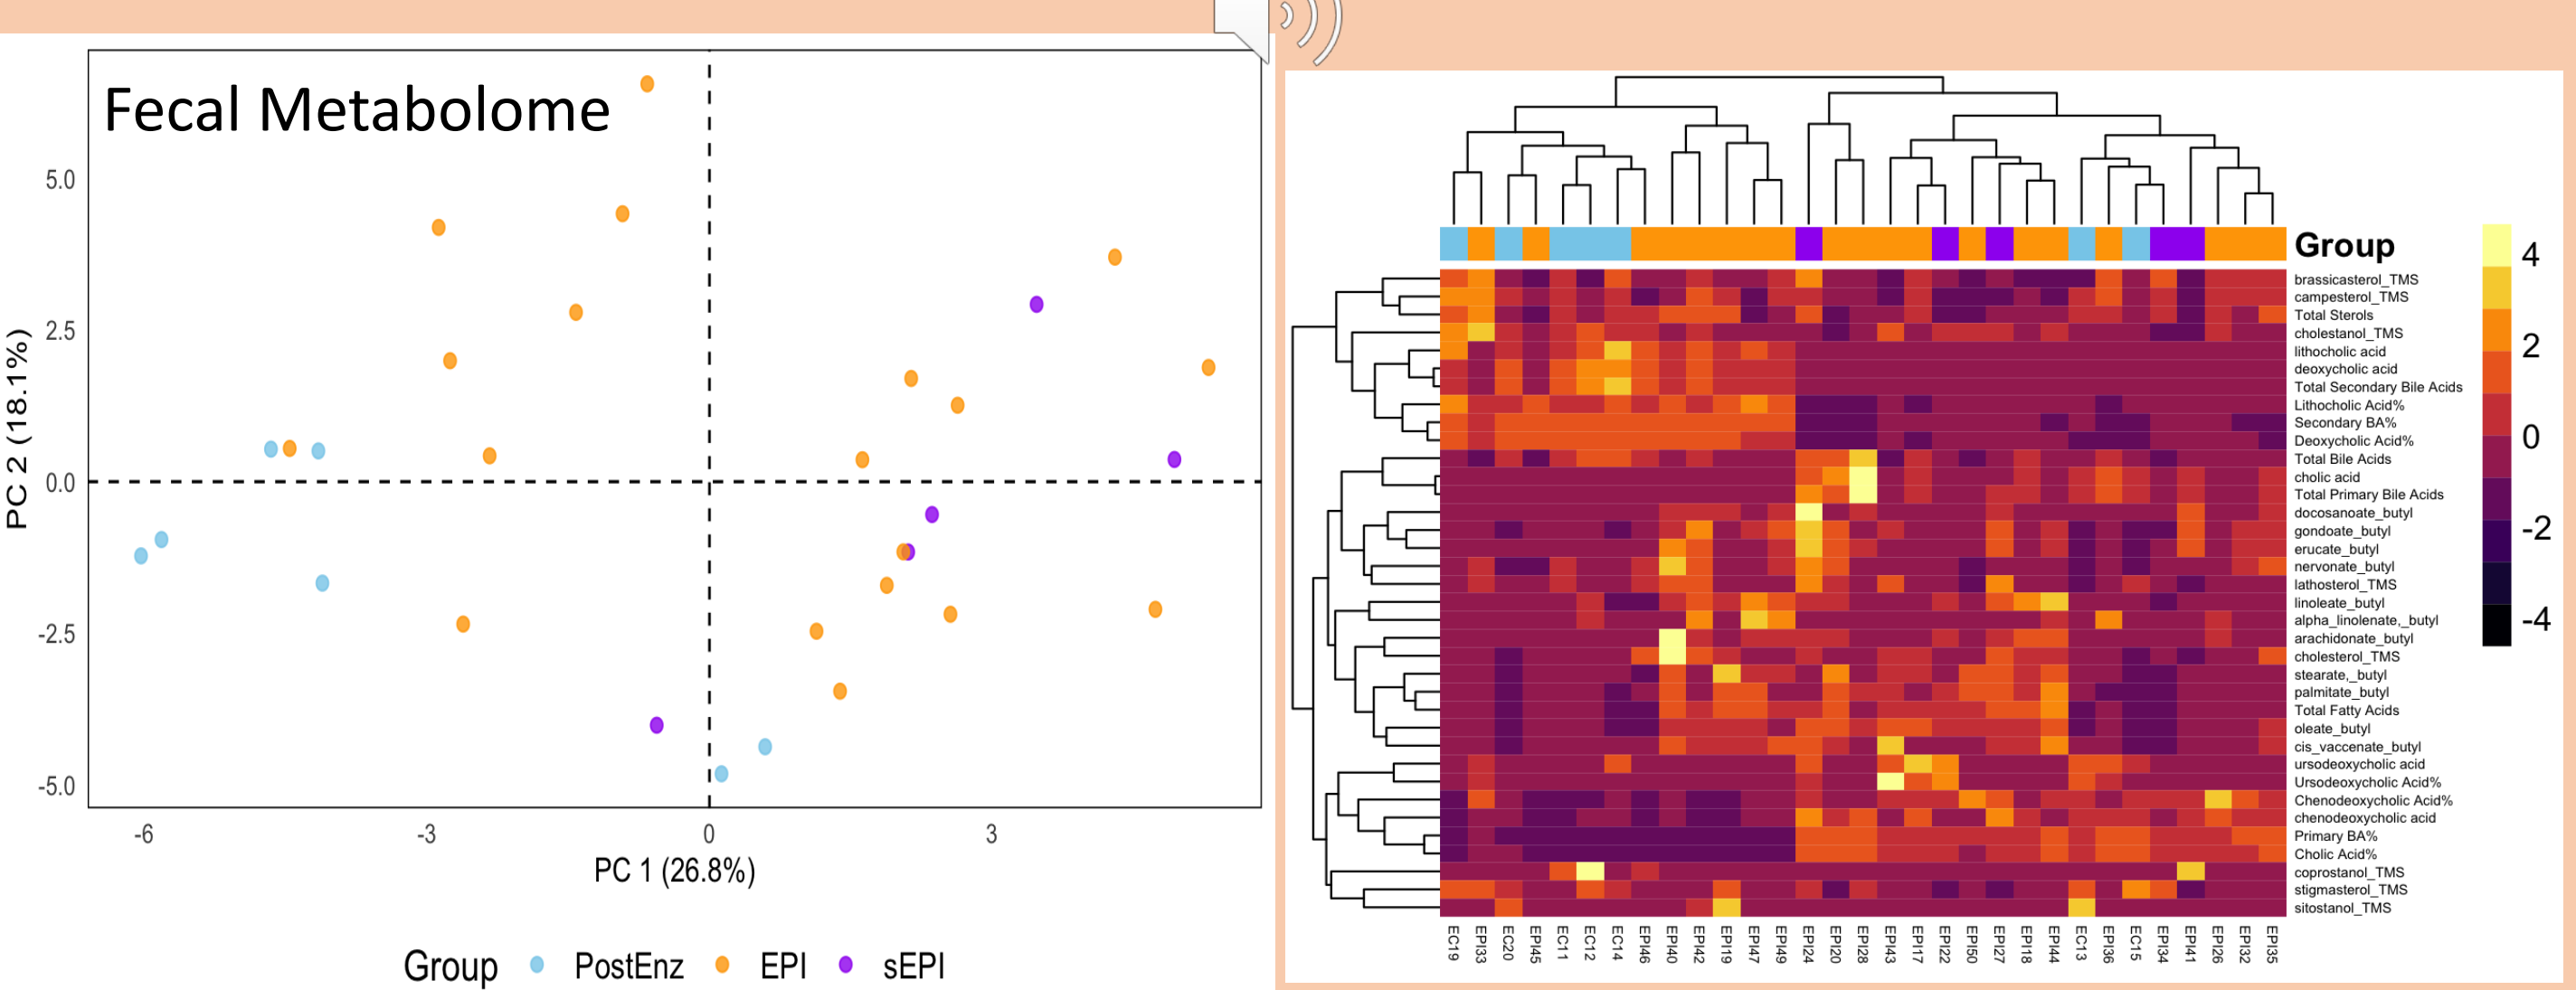 Fecal Metabolome
5.0
2.5
0.0
-2.5
-5.0
PC 2 (18.1%)
-6
-3
0
3
PC 1 (26.8%)
Group
PostEnz
EPI
sEPI
Group
brassicasterol_TMS
campesterol_TMS
Total Sterols
cholestanol_TMS
lithocholic acid
deoxycholic acid
Total Secondary Bile Acids
Lithocholic Acid%
Secondary BA%
Deoxycholic Acid%
Total Bile Acids
cholic acid
Total Primary Bile Acids
docosanoate_butyl
gondoate_butyl
erucate_butyl
nervonate_butyl
lathosterol_TMS
linoleate_butyl
alpha_linolenate,_butyl
arachidonate_butyl
cholesterol_TMS
stearate,_butyl
palmitate_butyl
Total Fatty Acids
oleate_butyl
cis_vaccenate_butyl
ursodeoxycholic acid
Ursodeoxycholic Acid%
Chenodeoxycholic Acid%
chenodeoxycholic acid
Primary BA%
Cholic Acid%
coprostanol_TMS
stigmasterol_TMS
sitostanol_TMS
4
2
0
-2
-4
EC19
EPI33
EC20
EPI45
EC11
EC12
EC14
EPI46
EPI40
EPI42
EPI19
EPI47
EPI49
EPI24
EPI20
EPI28
EPI43
EPI17
EPI22
EPI50
EPI27
EPI18
EPI44
EC13
EPI36
EC15
EPI34
EPI41
EPI26
EPI32
EPI35